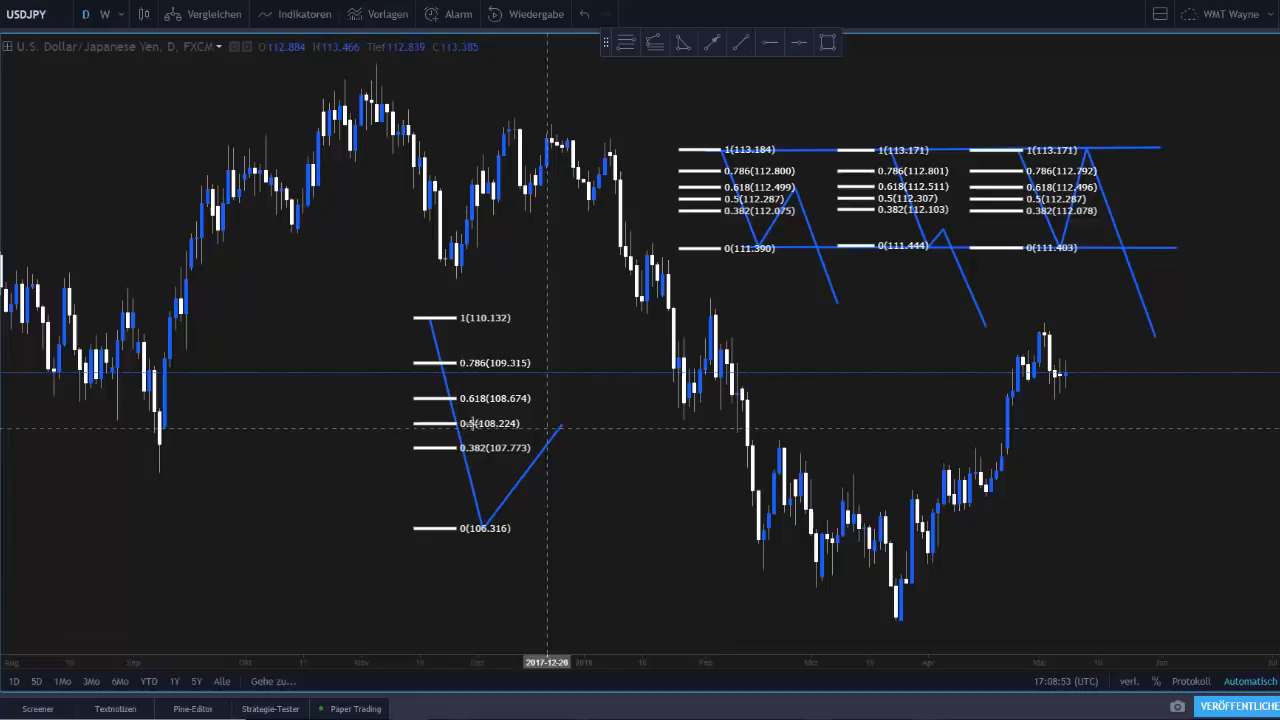 USDJPY D W Vergleichen Indikatoren Vorlagen Alarm Wiedergabe WMT Wayne
U.S. Dollar/Japanese Yen, D, FXCM O112.884 H113.466 Tief112.839 C113.385
1(113.184) 1(113.171) 1(113.171)
0.786(112.800) 0.786(112.801) 0.786(112.792)
0.618(112.499) 0.618(112.511) 0.618(112.496)
0.5(112.287) 0.5(112.307) 0.5(112.287)
0.382(112.075) 0.382(112.103) 0.382(112.078)
0(111.390) 0(111.444) 0(111.403)
1(110.132)
0.786(109.315)
0.618(108.674)
0.5(108.224)
0.382(107.773)
0(106.316)
Aug 16 Sep Okt 17 Nov 19 Dez 2017-12-20 2018 16 Feb Mrz 19 Apr Mai 16 Jun Jul
1D 5D 1Mo 3Mo 6Mo YTD 1Y 5Y Alle Gehe zu... 17:08:53 (UTC) verl. % Protokoll Automatisch
Screener Textnotizen Pine-Editor Strategie-Tester Paper Trading VERÖFFENTLICHE